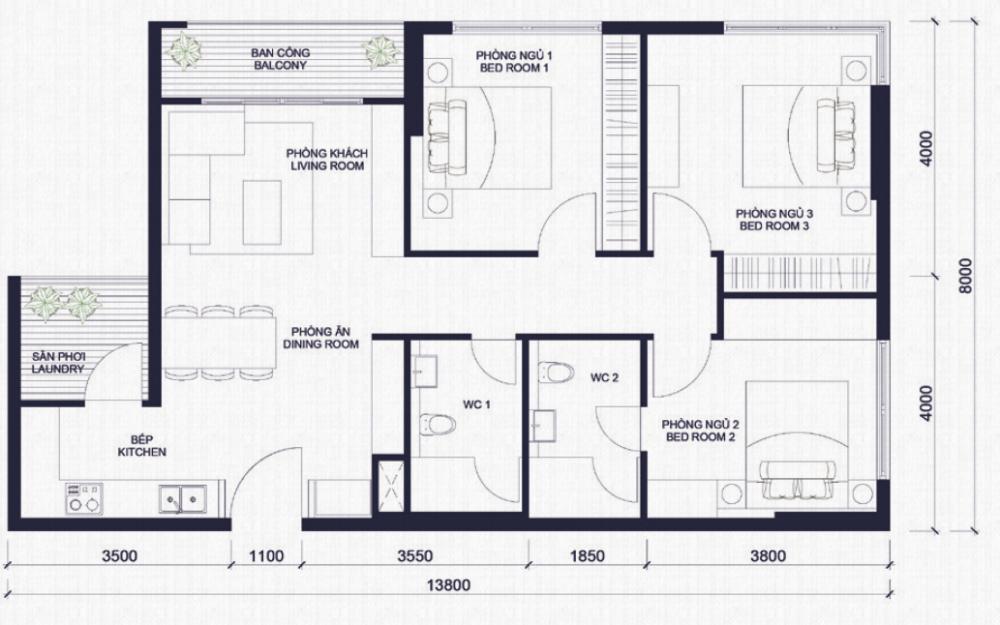 BAN CÔNG
BALCONY
PHÒNG NGỦ 1
BED ROOM 1
PHÒNG KHÁCH
LIVING ROOM
PHÒNG NGỦ 3
BED ROOM 3
4000
8000
SÂN PHƠI
LAUNDRY
PHÒNG ĂN
DINING ROOM
WC 1
WC 2
PHÒNG NGỦ 2
BED ROOM 2
4000
BẾP
KITCHEN
3500
1100
3550
1850
3800
13800